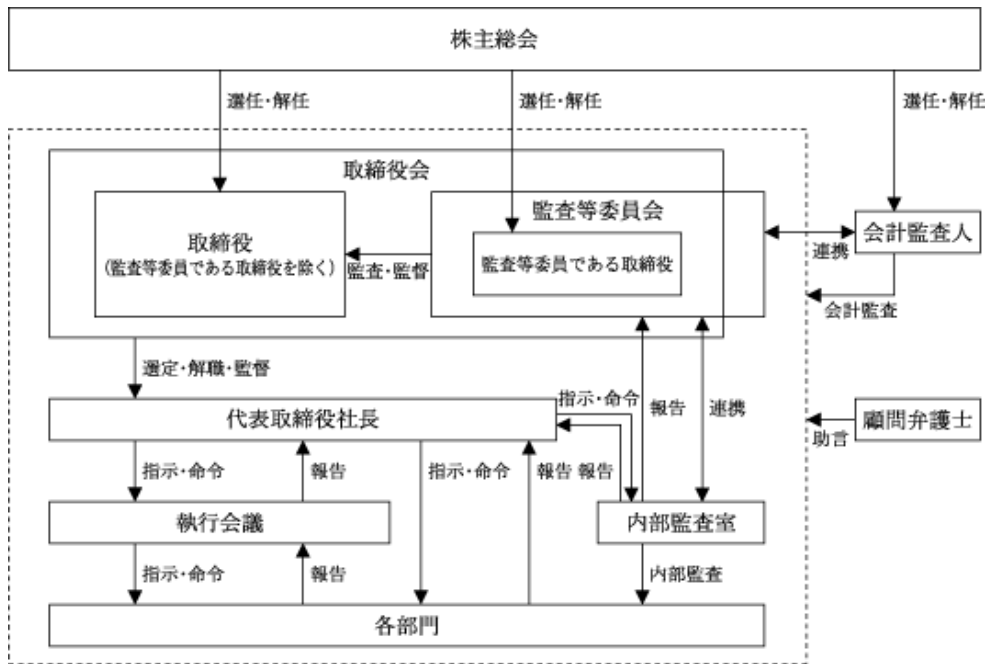 株主総会
選任・解任
選任・解任
選任・解任
取締役会
監査等委員会
取締役
(監査等委員である取締役を除く)
監査・監督
監査等委員である取締役
会計監査人
連携
会計監査
選定・解職・監督
代表取締役社長
指示・命令
報告
連携
顧問弁護士
助言
指示・命令
報告
指示・命令
報告
報告
執行会議
内部監査室
指示・命令
報告
内部監査
各部門